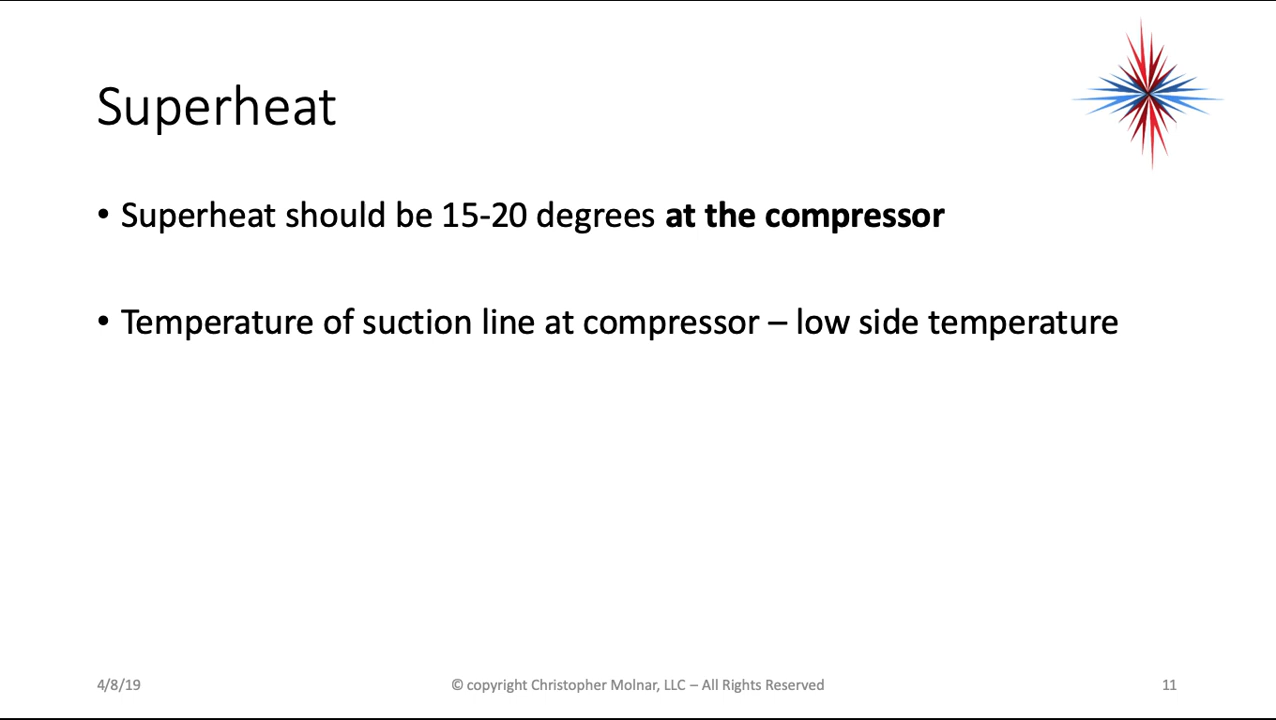 Superheat
• Superheat should be 15-20 degrees at the compressor
• Temperature of suction line at compressor – low side temperature
4/8/19
© copyright Christopher Molnar, LLC – All Rights Reserved
11